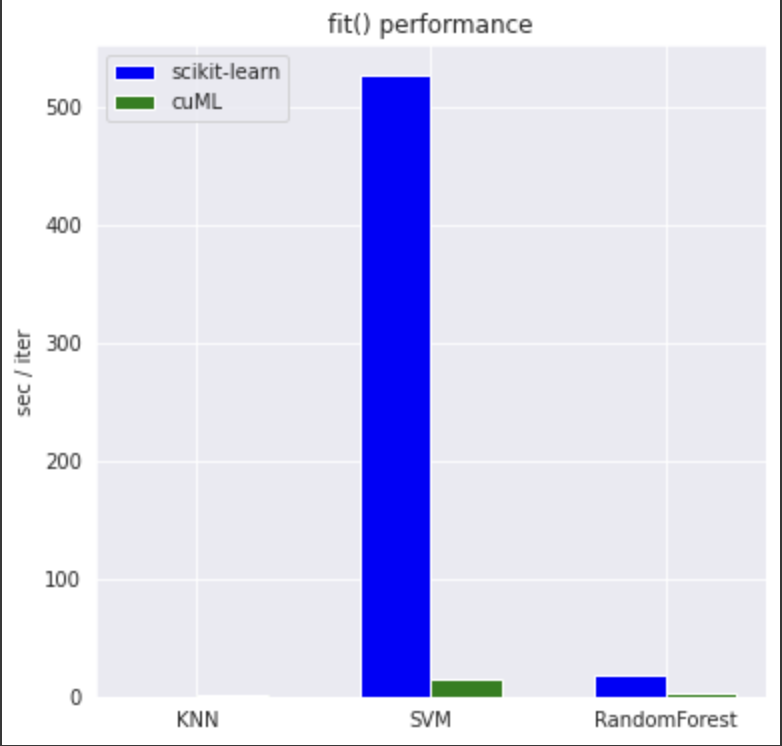 fit() performance
scikit-learn
cuML
500
400
300
200
100
0
sec / iter
KNN SVM RandomForest